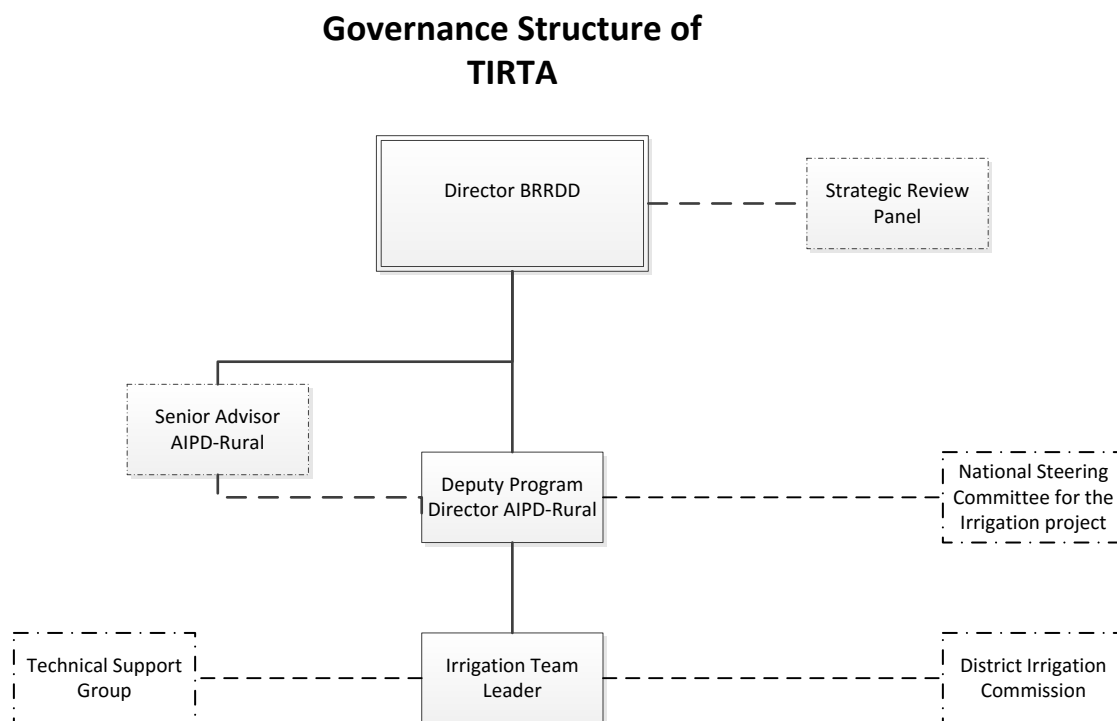 Governance Structure of
TIRTA
Director BRRDD
Strategic Review
Panel
Senior Advisor
AIPD-Rural
Deputy Program
Director AIPD-Rural
National Steering
Committee for the
Irrigation project
Technical Support
Group
Irrigation Team
Leader
District Irrigation
Commission